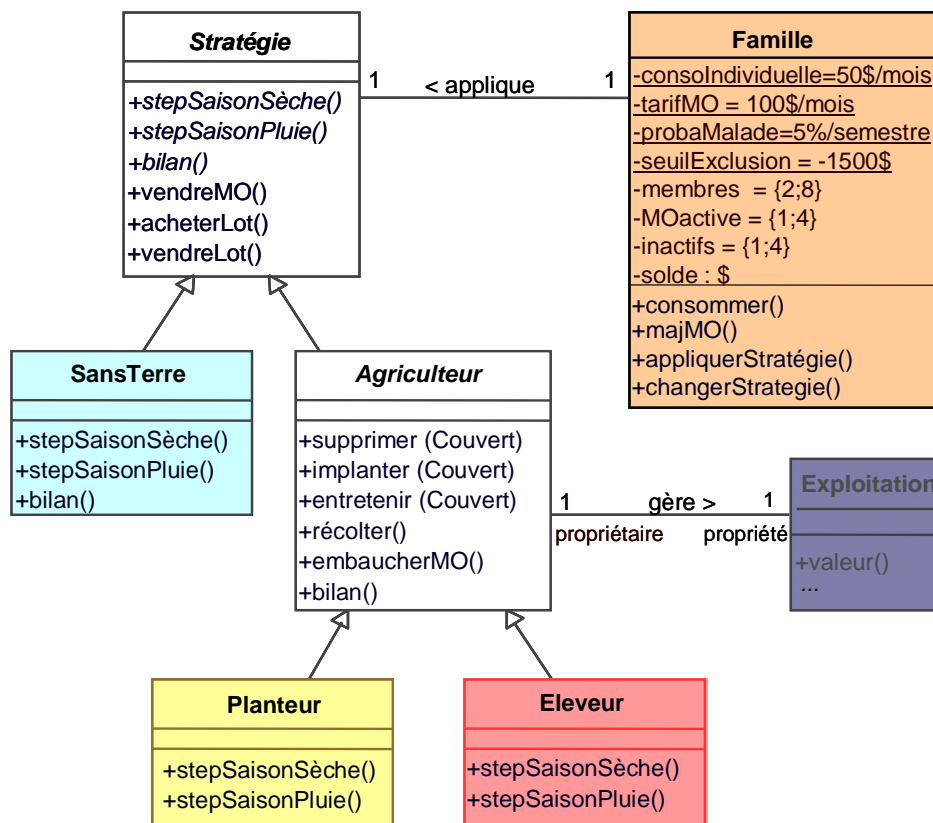 Stratégie
+stepSaisonSèche()
+stepSaisonPluie()
+bilan()
+vendreMO()
+acheterLot()
+vendreLot()
1 < applique 1
Famille
-consoIndividuelle=50$/mois
-tarifMO = 100$/mois
-probaMalade=5%/semestre
-seuilExclusion = -1500$
-membres = {2;8}
-MOactive = {1;4}
-inactifs = {1;4}
-solde : $
+consommer()
+majMO()
+appliquerStratégie()
+changerStrategie()
SansTerre
+stepSaisonSèche()
+stepSaisonPluie()
+bilan()
Agriculteur
+supprimer (Couvert)
+implanter (Couvert)
+entretenir (Couvert)
+récolter()
+embaucherMO()
+bilan()
1 gère > 1
propriétaire propriété
Exploitation
+valeur()
...
Planteur
+stepSaisonSèche()
+stepSaisonPluie()
Eleveur
+stepSaisonSèche()
+stepSaisonPluie()